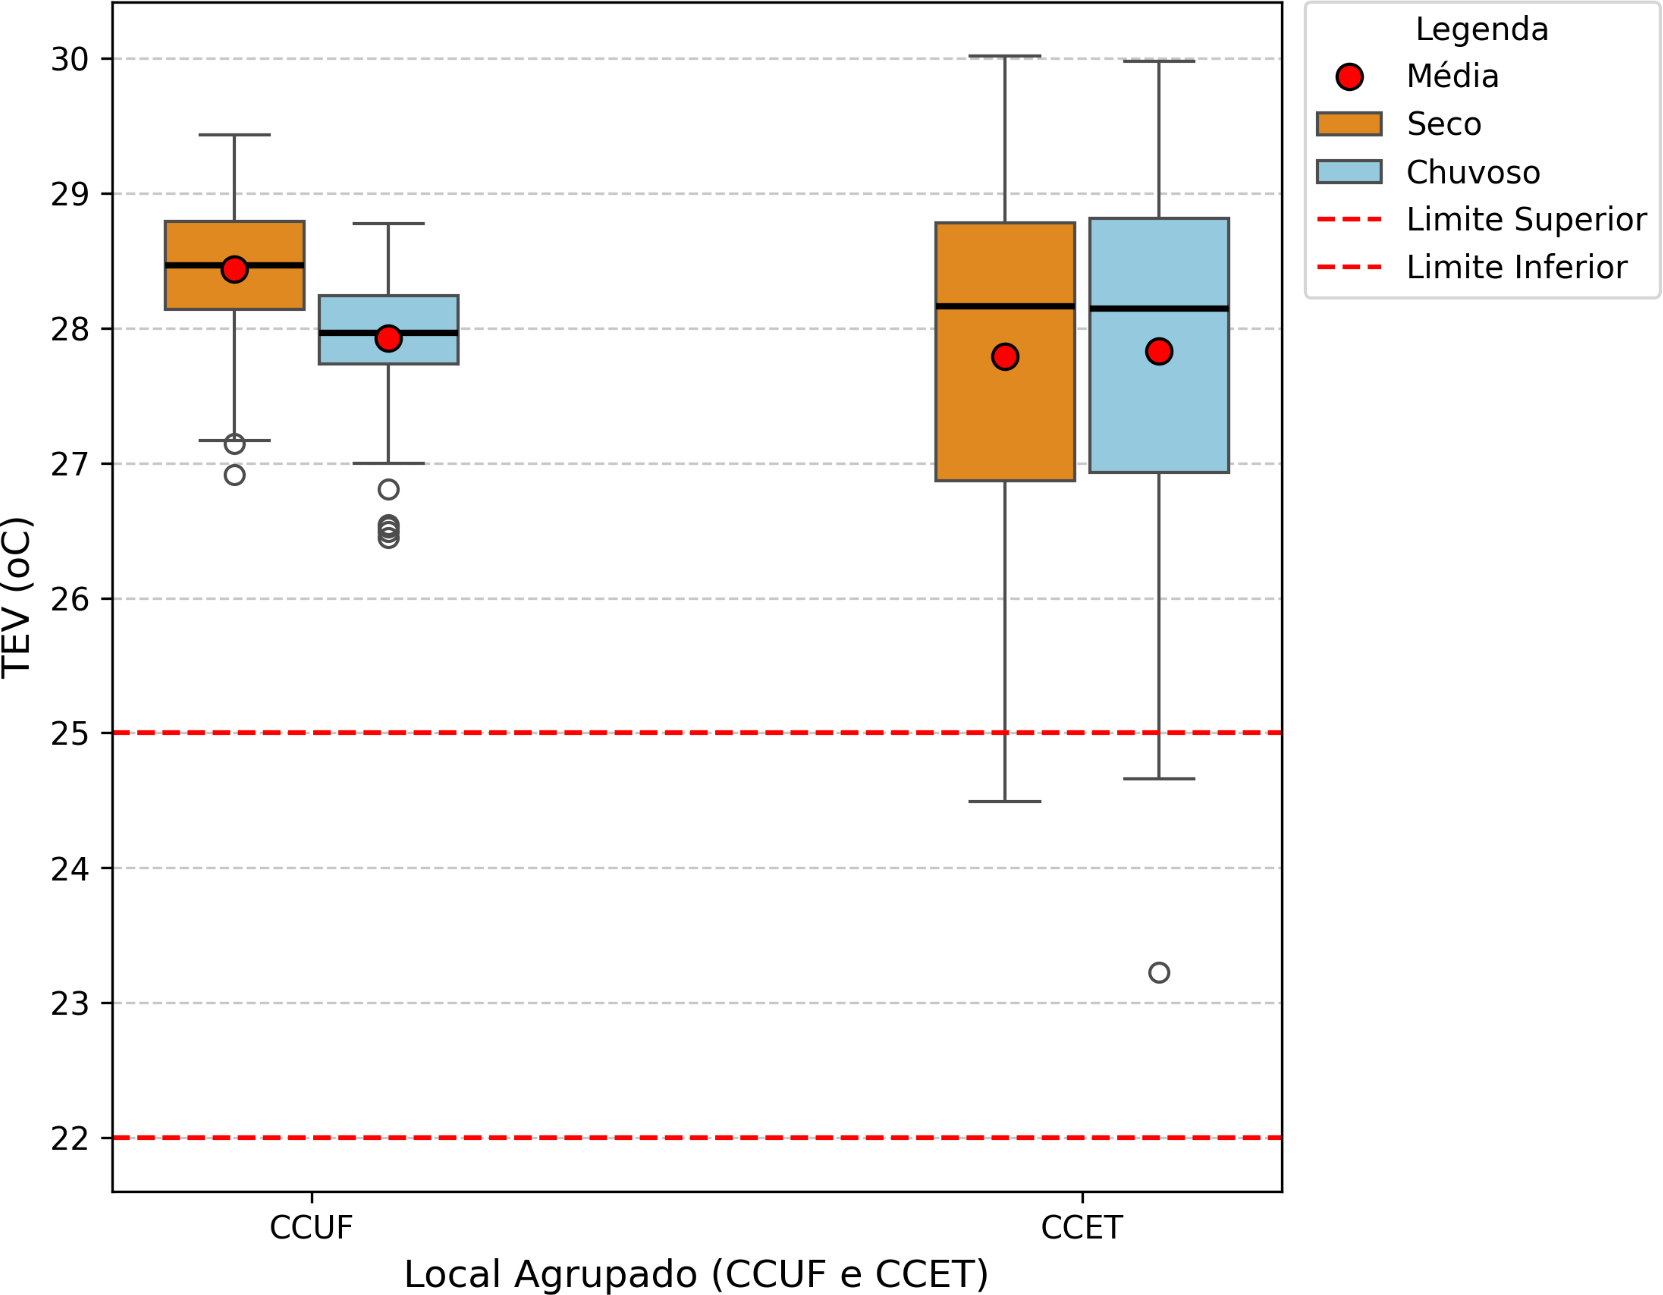 30
29
28
27
26
25
24
23
22
TEV (oC)
CCUF
CCET
Local Agrupado (CCUF e CCET)
Legenda
Média
Seco
Chuvoso
Limite Superior
Limite Inferior